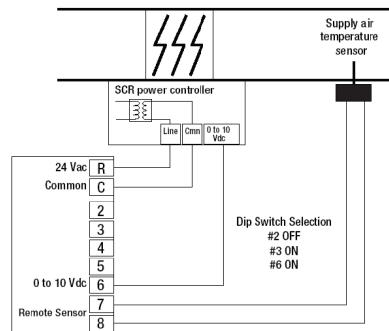 Supply air
temperature
sensor
SCR power controller
Line Cmn 0 to 10
Vdc
24 Vac R
Common C
2
3
4
5
0 to 10 Vdc 6
7
Remote Sensor
8
Dip Switch Selection
#2 OFF
#3 ON
#6 ON